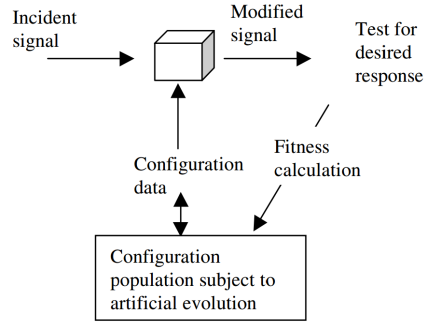 Incident
signal
Modified
signal
Test for
desired
response
Configuration
data
Fitness
calculation
Configuration
population subject to
artificial evolution